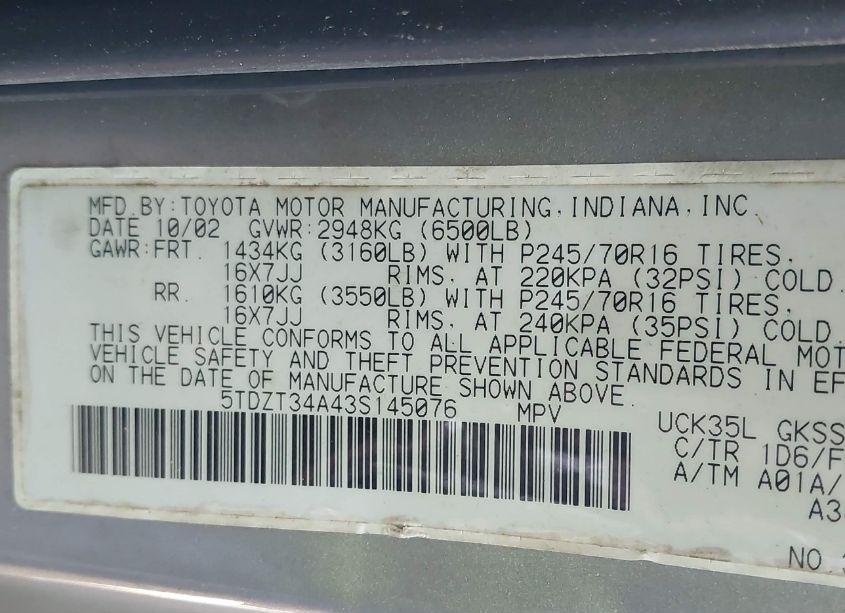 MFD.BY:TOYOTA MOTOR MANUFACTURING,INDIANA,INC.
DATE 10/02 GVWR:2948KG (6500LB)
GAWR:FRT. 1434KG (3160LB) WITH P245/70R16 TIRES,
16X7JJ RIMS, AT 220KPA (32PSI) COLD.
RR. 1610KG (3550LB) WITH P245/70R16 TIRES,
16X7JJ RIMS, AT 240KPA (35PSI) COLD.
THIS VEHICLE CONFORMS TO ALL APPLICABLE FEDERAL MOT
VEHICLE SAFETY AND THEFT PREVENTION STANDARDS IN EF
ON THE DATE OF MANUFACTURE SHOWN ABOVE.
5TDZT34A43S145076 MPV
UCK35L GKSS
C/TR 1D6/F
A/TM A01A/
A3
NO.